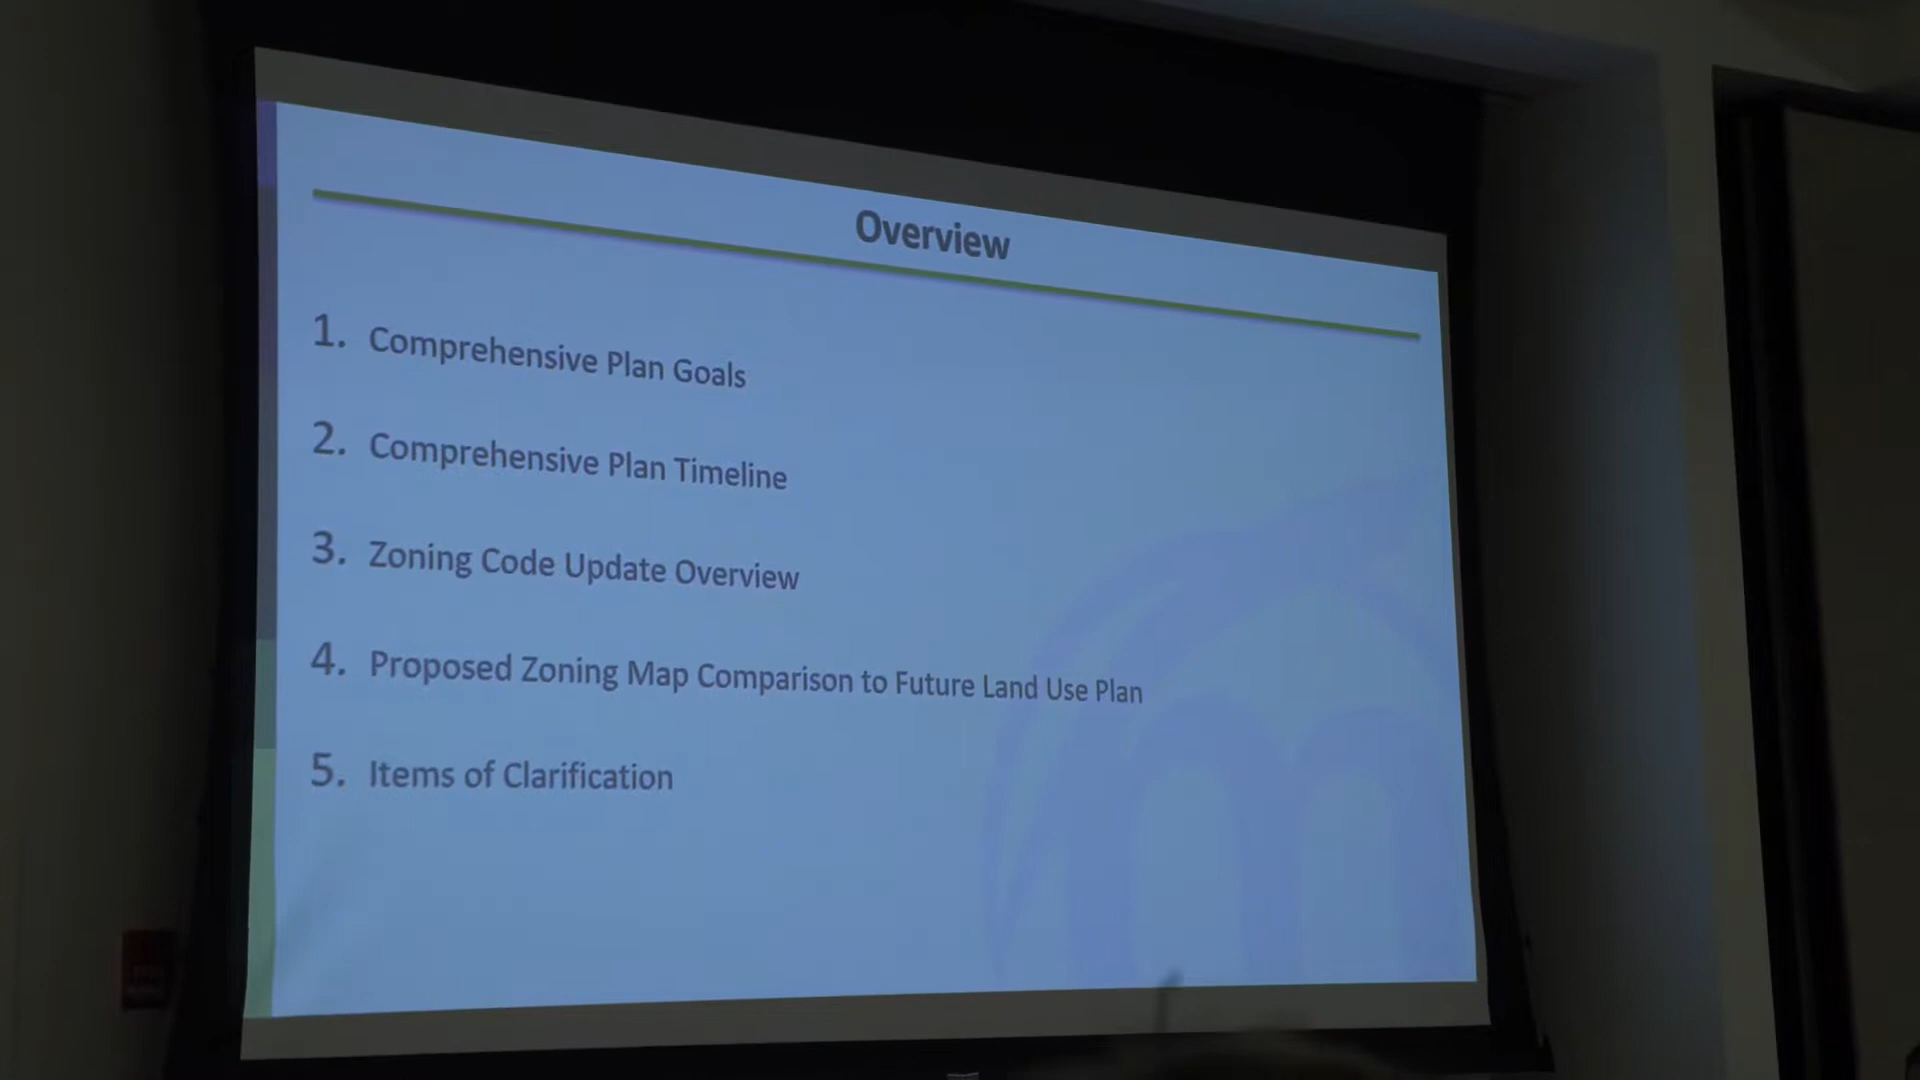 Overview
1. Comprehensive Plan Goals
2. Comprehensive Plan Timeline
3. Zoning Code Update Overview
4. Proposed Zoning Map Comparison to Future Land Use Plan
5. Items of Clarification